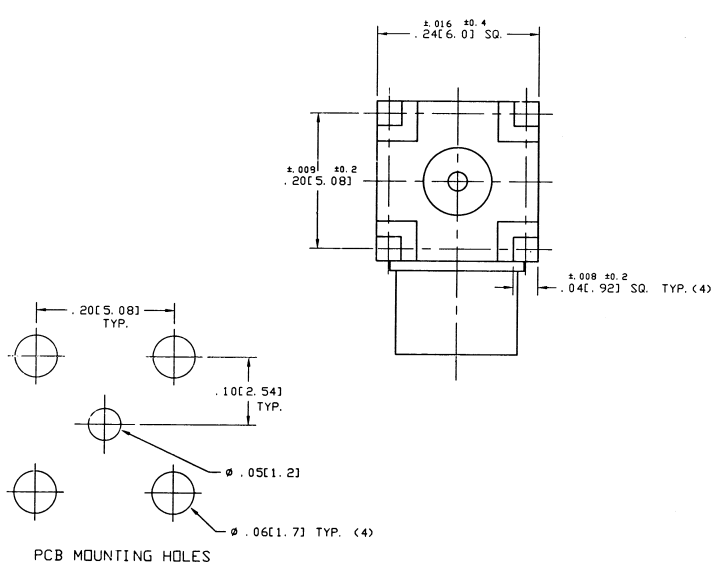 ±.016 ±0.4
.24[6.0] SQ.
±.009 ±0.2
.20[5.08]
±.008 ±0.2
.04[.92] SQ. TYP.(4)
.20[5.08]
TYP.
.10[2.54]
TYP.
ø .05[1.2]
ø .06[1.7] TYP. (4)
PCB MOUNTING HOLES